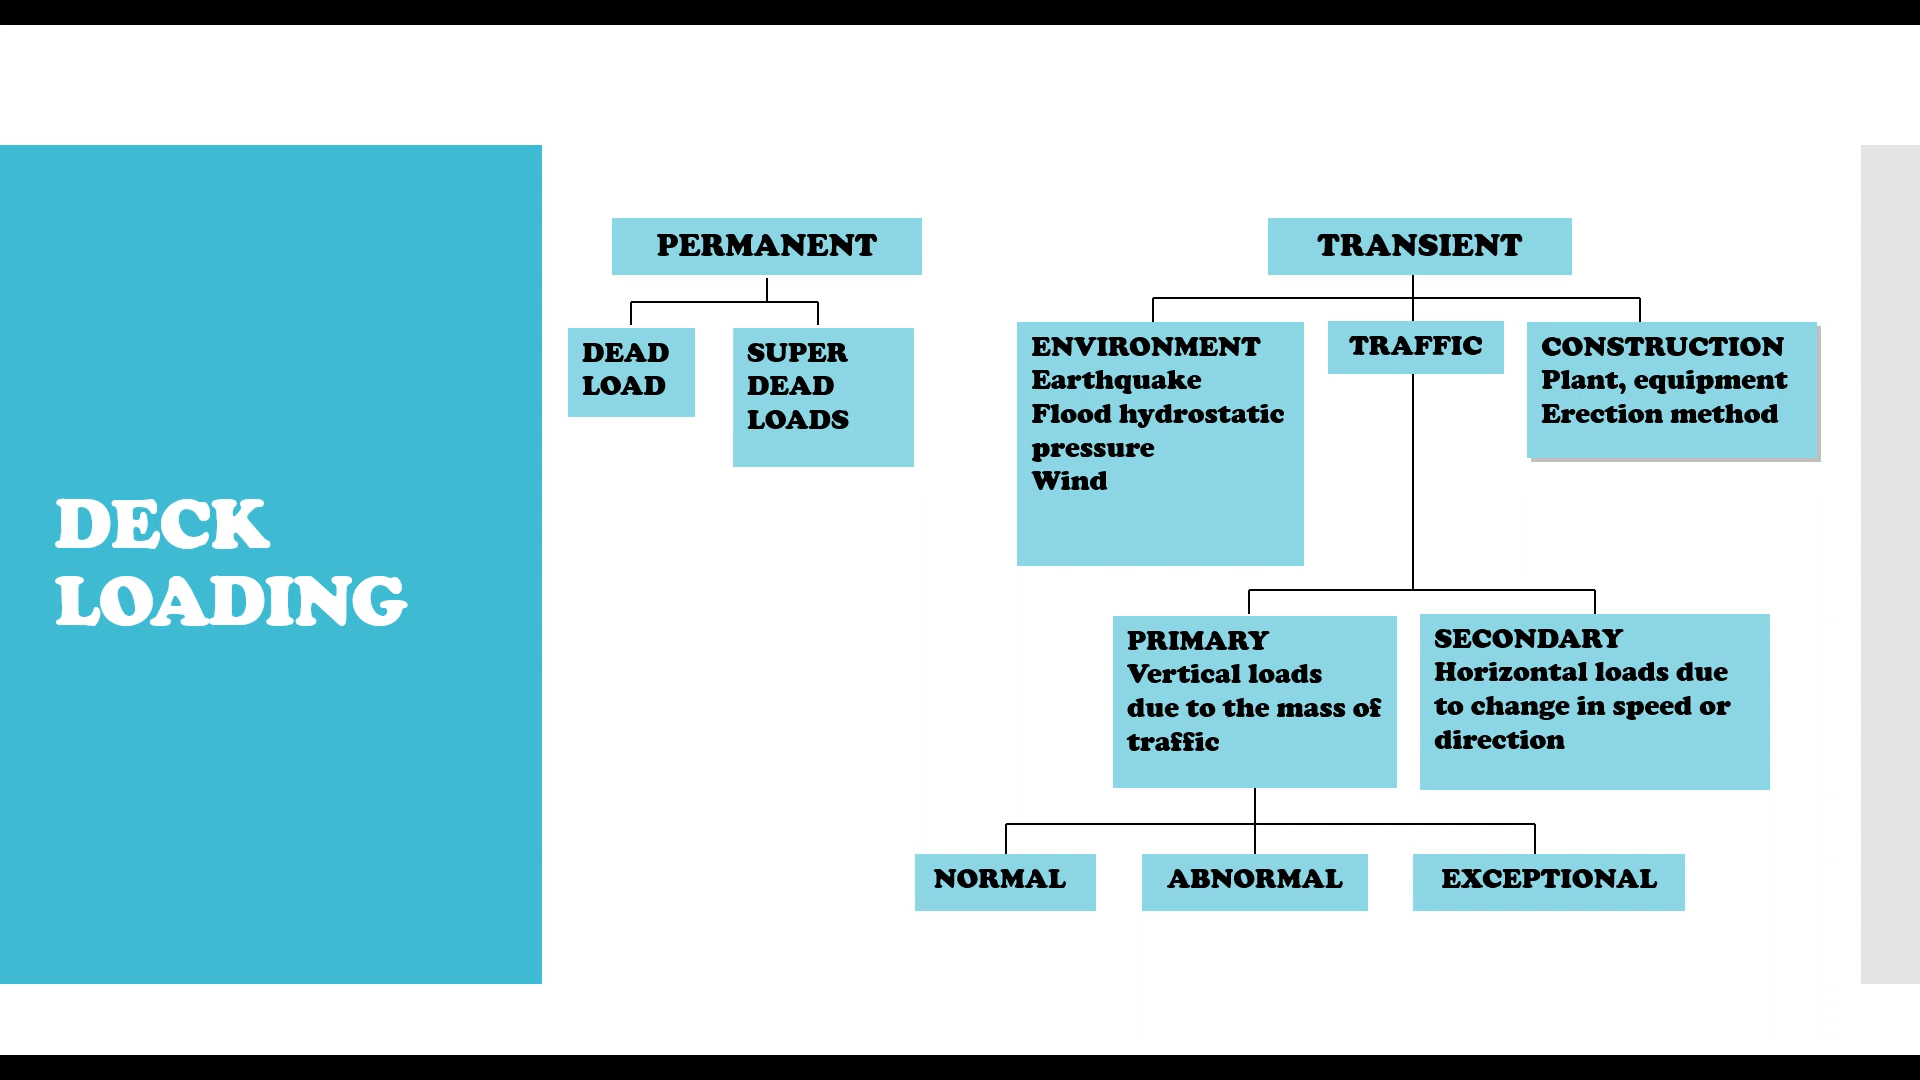 DECK
LOADING
PERMANENT
DEAD
LOAD
SUPER
DEAD
LOADS
TRANSIENT
ENVIRONMENT
Earthquake
Flood hydrostatic
pressure
Wind
TRAFFIC
CONSTRUCTION
Plant, equipment
Erection method
PRIMARY
Vertical loads
due to the mass of
traffic
SECONDARY
Horizontal loads due
to change in speed or
direction
NORMAL
ABNORMAL
EXCEPTIONAL